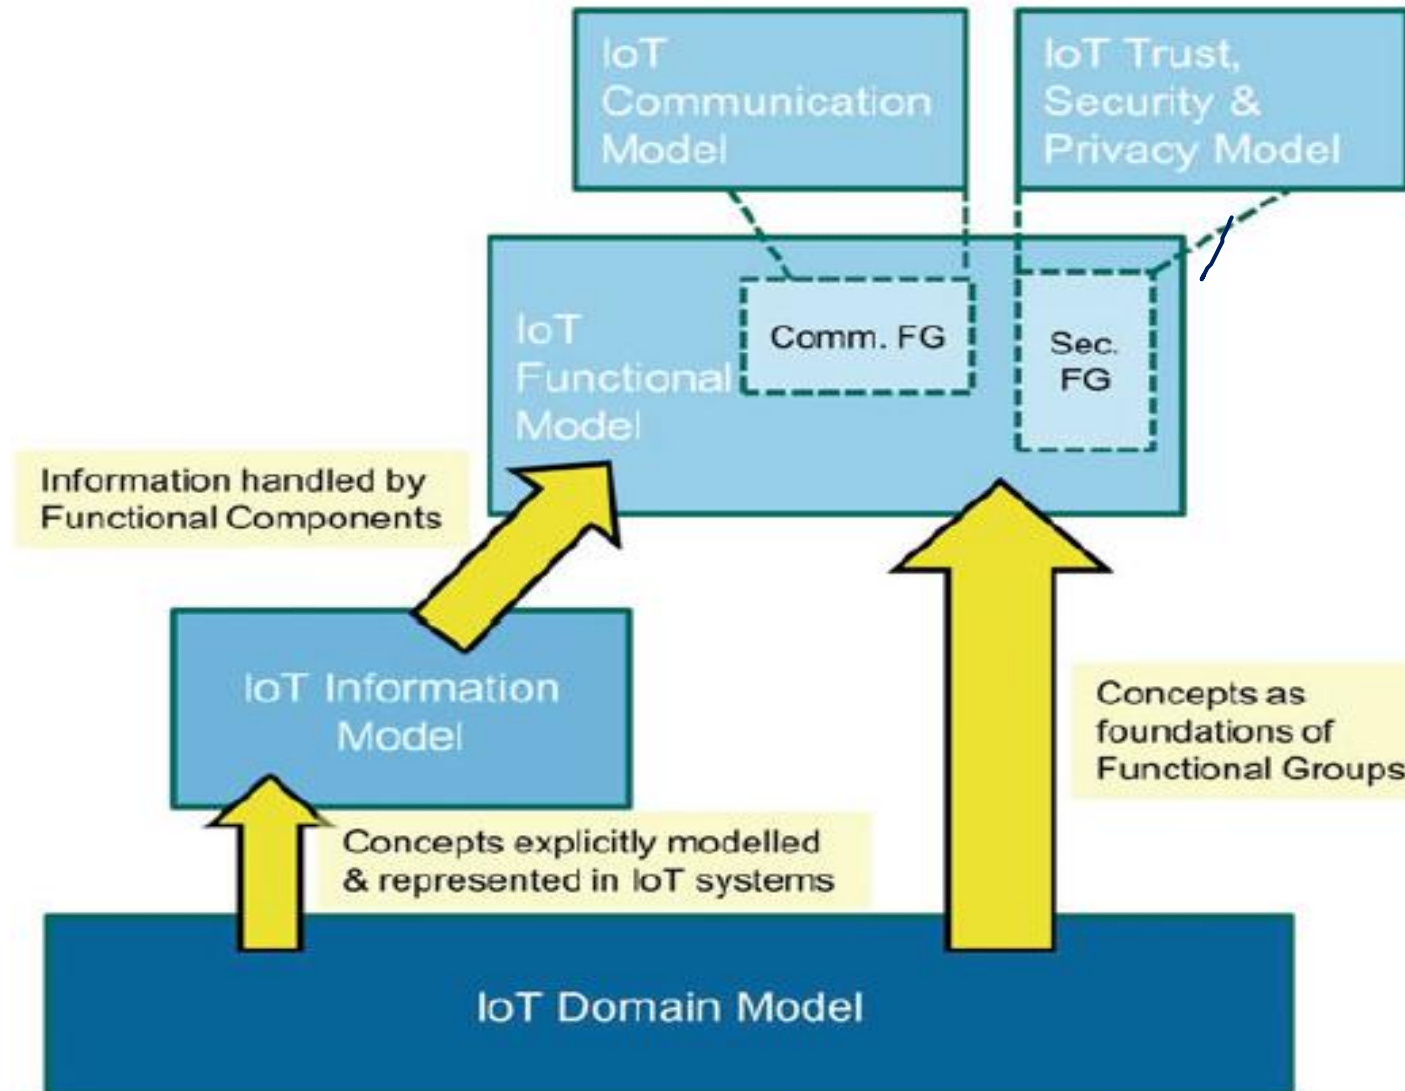 IoT
Communication
Model
IoT Trust,
Security &
Privacy Model
IoT
Functional
Model
Comm. FG
Sec.
FG
Information handled by
Functional Components
IoT Information
Model
Concepts as
foundations of
Functional Groups
Concepts explicitly modelled
& represented in IoT systems
IoT Domain Model